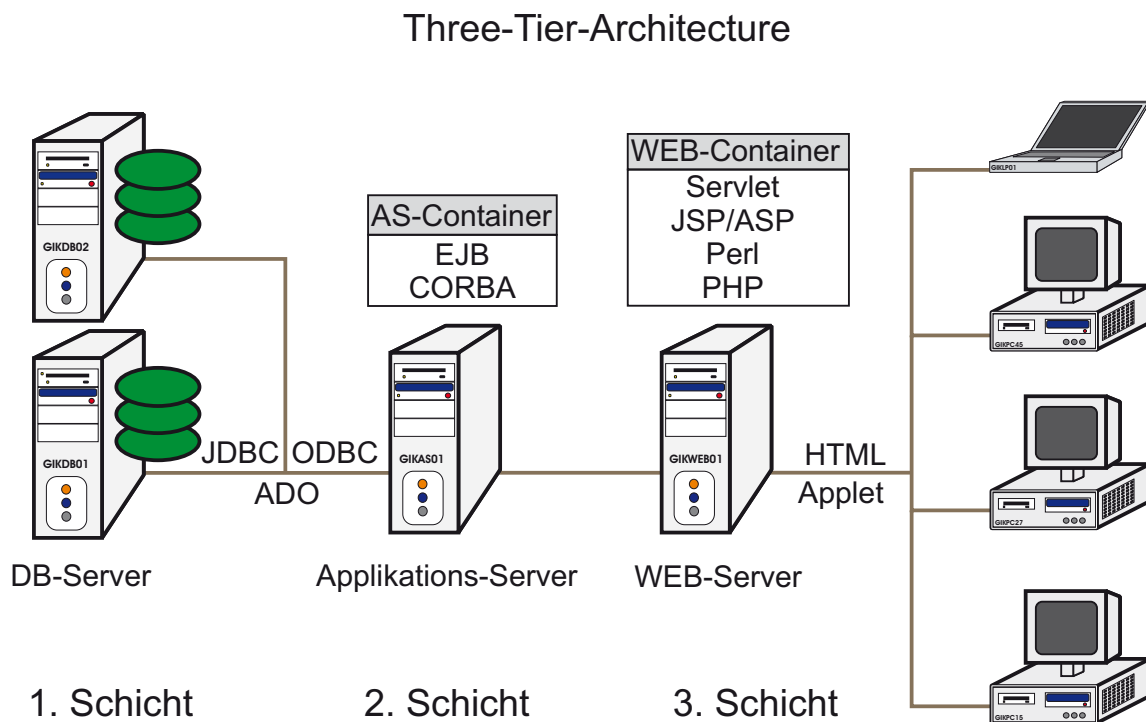 Three-Tier-Architecture
GIKLP01
WEB-Container
Servlet
JSP/ASP
Perl
PHP
AS-Container
EJB
CORBA
GIKDB02
GIKPC45
JDBC
ODBC
ADO
GIKDB01
GIKAS01
GIKWEB01
HTML
Applet
GIKPC27
DB-Server
Applikations-Server
WEB-Server
1. Schicht
2. Schicht
3. Schicht
GIKPC15